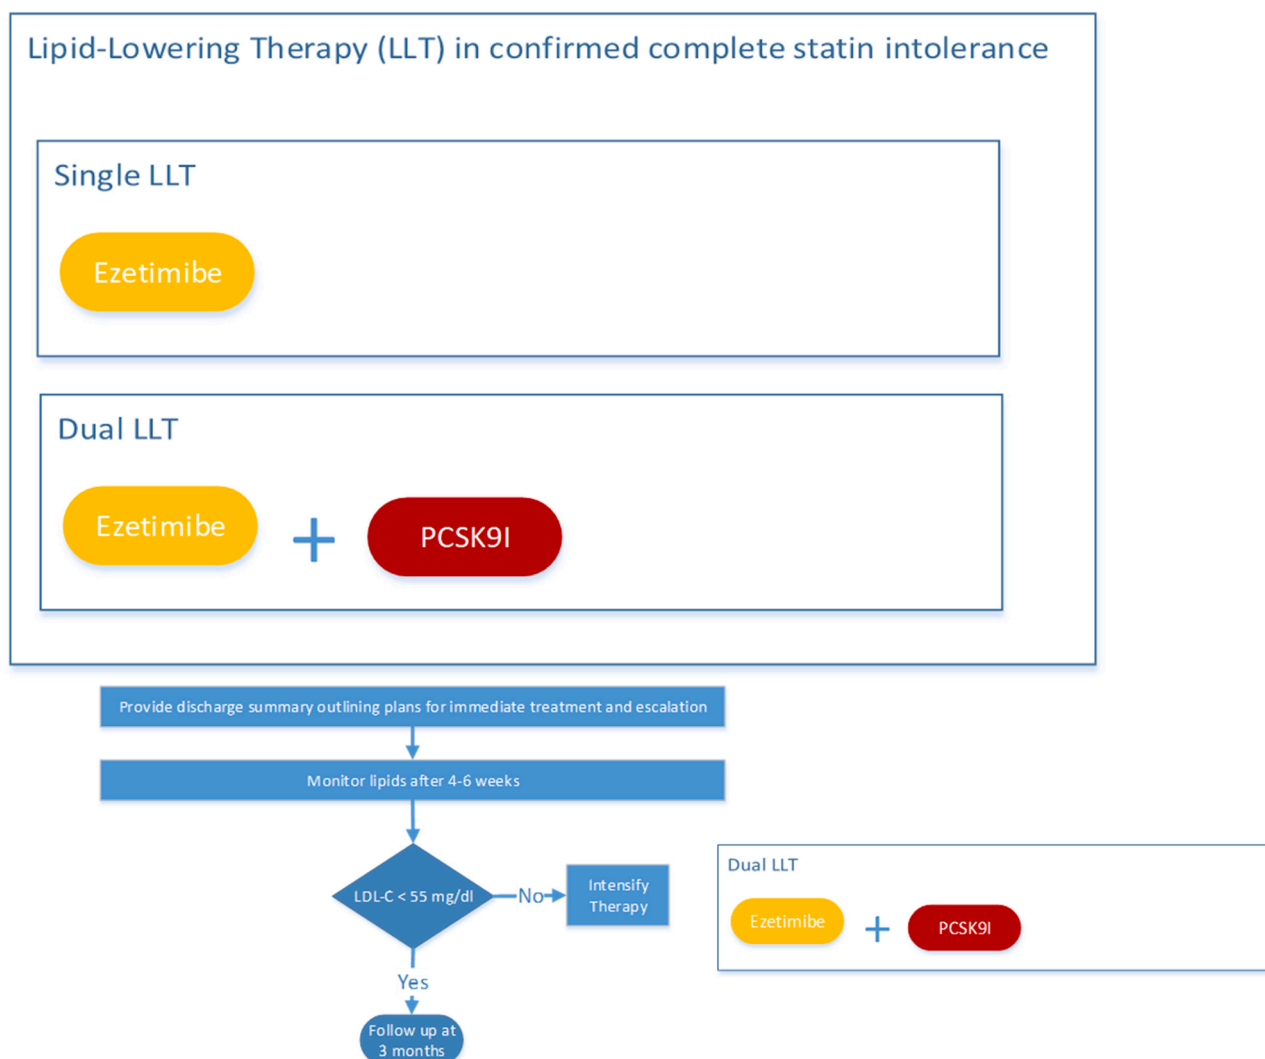 Lipid-Lowering Therapy (LLT) in confirmed complete statin intolerance
Single LLT
Ezetimibe
Dual LLT
Ezetimibe
+
PCSK9I
Provide discharge summary outlining plans for immediate treatment and escalation
Monitor lipids after 4-6 weeks
LDL-C < 55 mg/dl
No
Intensify
Therapy
Dual LLT
Ezetimibe
+
PCSK9I
Yes
Follow up at
3 months